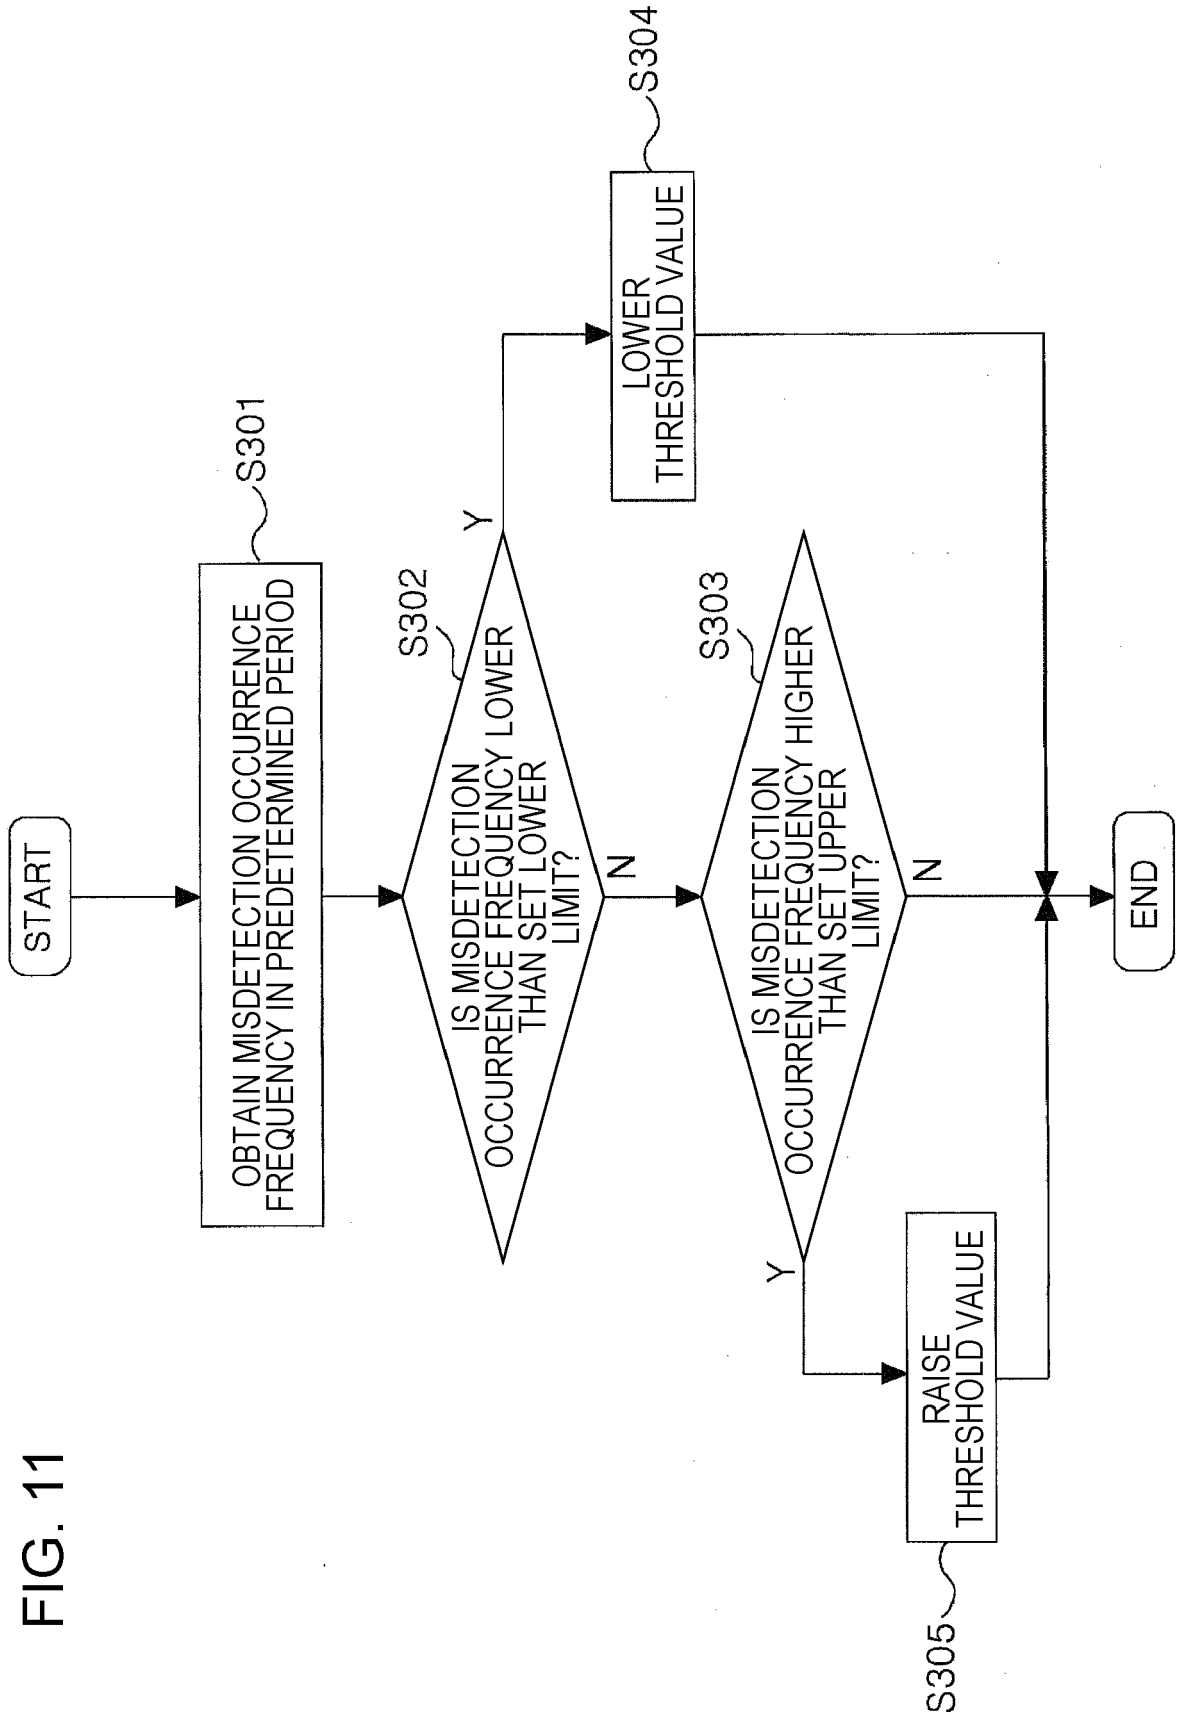 FIG. 11
START
OBTAIN MISDETECTION OCCURRENCE
FREQUENCY IN PREDETERMINED PERIOD
S301
IS MISDETECTION
OCCURRENCE FREQUENCY LOWER
THAN SET LOWER
LIMIT?
S302
Y
N
LOWER
THRESHOLD VALUE
S304
IS MISDETECTION
OCCURRENCE FREQUENCY HIGHER
THAN SET UPPER
LIMIT?
S303
Y
N
RAISE
THRESHOLD VALUE
S305
END